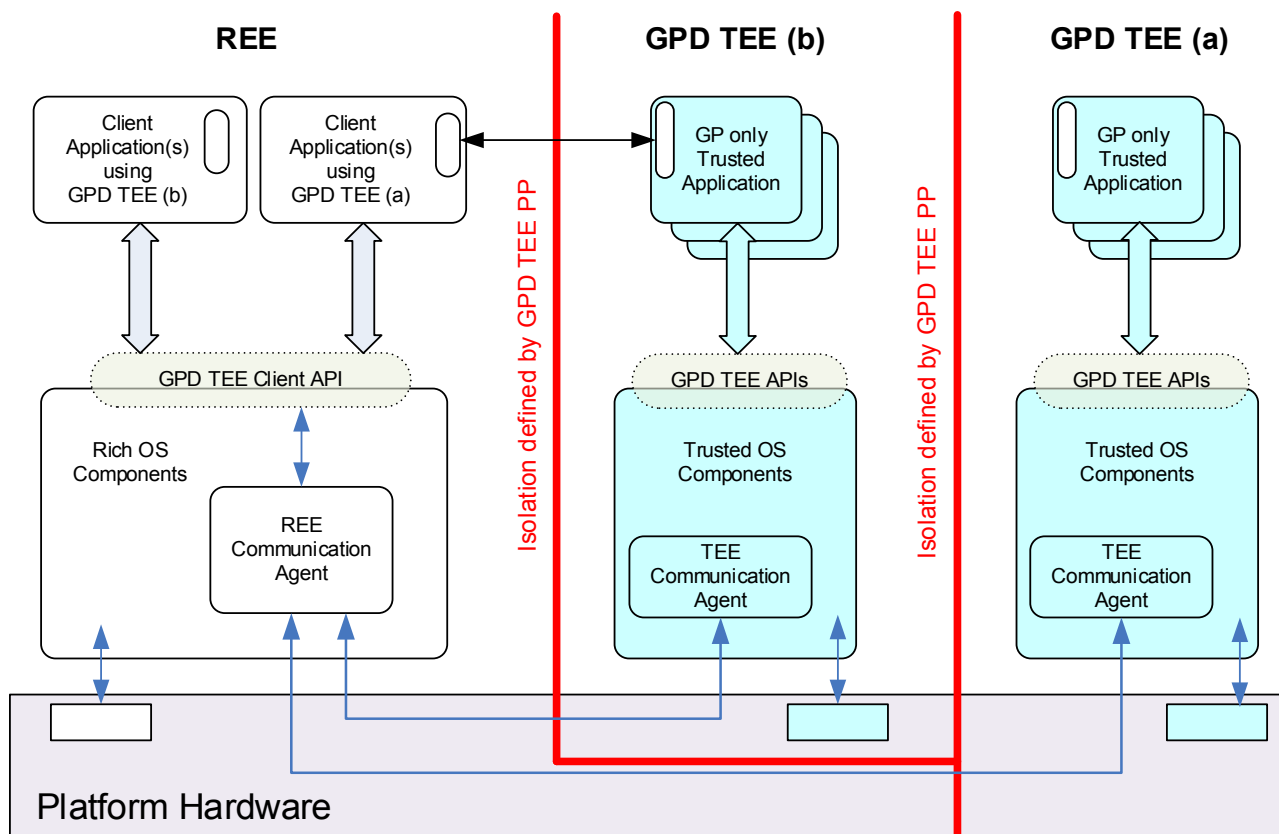 REE
GPD TEE (b)
GPD TEE (a)
Client
Application(s)
using
GPD TEE (b)
Client
Application(s)
using
GPD TEE (a)
GP only
Trusted
Application
GP only
Trusted
Application
Isolation defined by GPD TEE PP
Isolation defined by GPD TEE PP
GPD TEE Client API
GPD TEE APIs
GPD TEE APIs
Rich OS
Components
Trusted OS
Components
Trusted OS
Components
REE
Communication
Agent
TEE
Communication
Agent
TEE
Communication
Agent
Platform Hardware